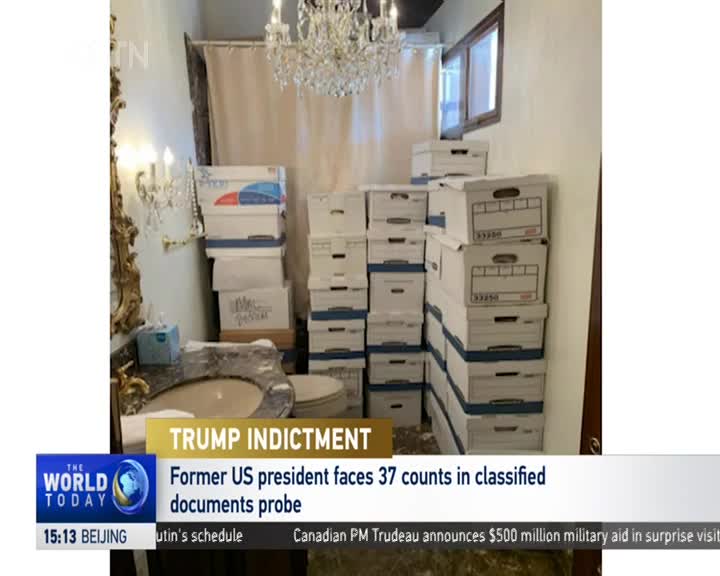 TN
33250
33250
TRUMP INDICTMENT
Former US president faces 37 counts in classified
documents probe
THE
WORLD
TODAY
15:13 BEIJING
utin's schedule
Canadian PM Trudeau announces $500 million military aid in surprise visit